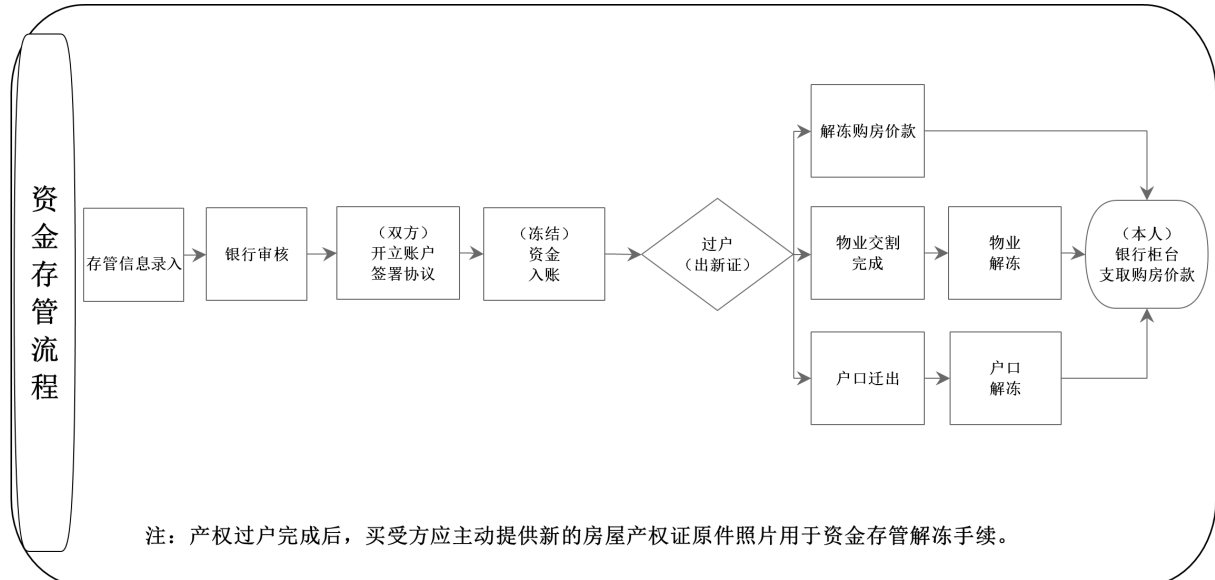 资金存管流程
存管信息录入
银行审核
（双方）
开立账户
签署协议
（冻结）
资金
入账
过户
（出新证）
解冻购房价款
物业交割
完成
物业
解冻
户口迁出
户口
解冻
（本人）
银行柜台
支取购房价款
注：产权过户完成后，买受方应主动提供新的房屋产权证原件照片用于资金存管解冻手续。